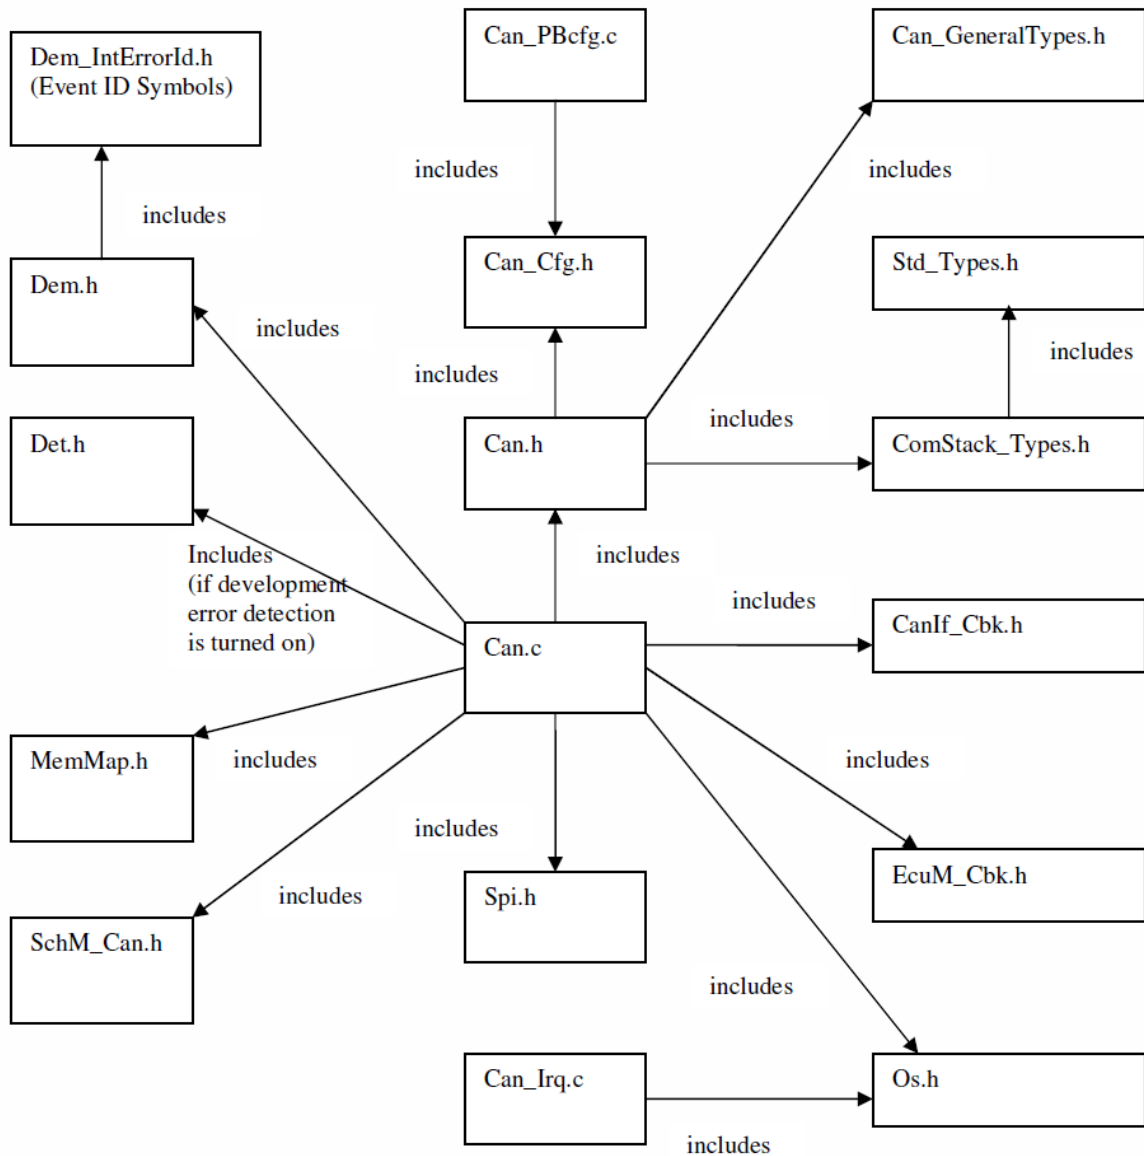 Can_PBcfg.c
Can_GeneralTypes.h
Dem_IntErrorId.h
(Event ID Symbols)
includes
includes
includes
Can_Cfg.h
Std_Types.h
Dem.h
includes
includes
includes
Det.h
Can.h
includes
ComStack_Types.h
Includes
(if development
error detection
is turned on)
includes
includes
CanIf_Cbk.h
Can.c
MemMap.h
includes
includes
includes
EcuM_Cbk.h
Spi.h
includes
SchM_Can.h
includes
Can_Irq.c
Os.h
includes